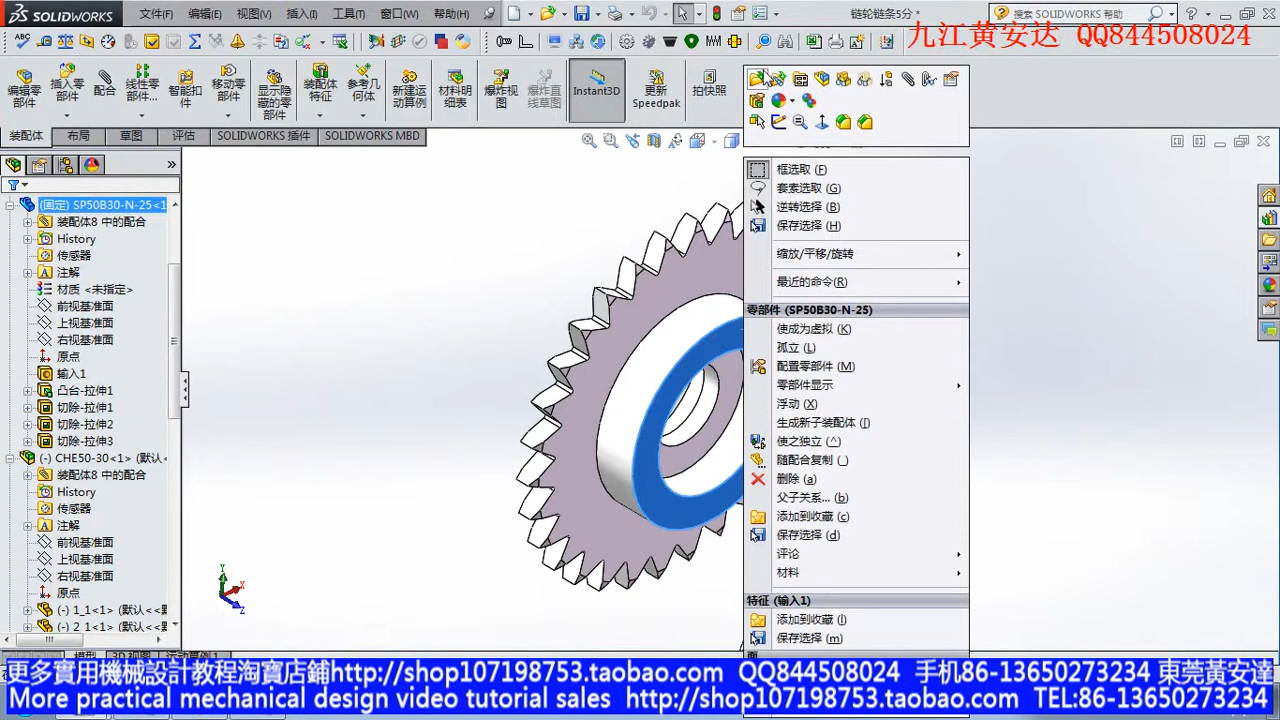 SOLIDWORKS 文件(F) 编辑(E) 视图(V) 插入(I) 工具(T) 窗口(W) 帮助(H) 链轮链条5分 * 搜索 SOLIDWORKS 帮助
九江黄安达 QQ844508024
编辑零部件 插入零部件 配合 线性零部件... 智能扣件 移动零部件 显示隐藏的零部件 装配体特征 参考几何体 新建运动算例 材料明细表 爆炸视图 爆炸直线草图 Instant3D 更新Speedpak 拍快照
装配体 布局 草图 评估 SOLIDWORKS 插件 SOLIDWORKS MBD
(固定) SP50B30-N-25<1
装配体8 中的配合
History
传感器
注解
材质 <未指定>
前视基准面
上视基准面
右视基准面
原点
输入1
凸台-拉伸1
切除-拉伸1
切除-拉伸2
切除-拉伸3
(-) CHE50-30<1> (默认<
装配体8 中的配合
History
传感器
注解
前视基准面
上视基准面
右视基准面
原点
(-) 1_1<1> (默认<<默
框选取 (F)
套索选取 (G)
逆转选择 (B)
保存选择 (H)
缩放/平移/旋转
最近的命令(R)
零部件 (SP50B30-N-25)
使成为虚拟 (K)
孤立 (L)
配置零部件 (M)
零部件显示
浮动 (X)
生成新子装配体 (])
使之独立 (^)
随配合复制 (_)
删除 (a)
父子关系... (b)
添加到收藏 (c)
保存选择 (d)
评论
材料
特征 (输入1)
添加到收藏 (l)
保存选择 (m)
Y
X
Z
更多實用機械設計教程淘寶店鋪http://shop107198753.taobao.com QQ844508024 手机86-13650273234 東莞黃安達
More practical mechanical design video tutorial sales http://shop107198753.taobao.com TEL:86-13650273234